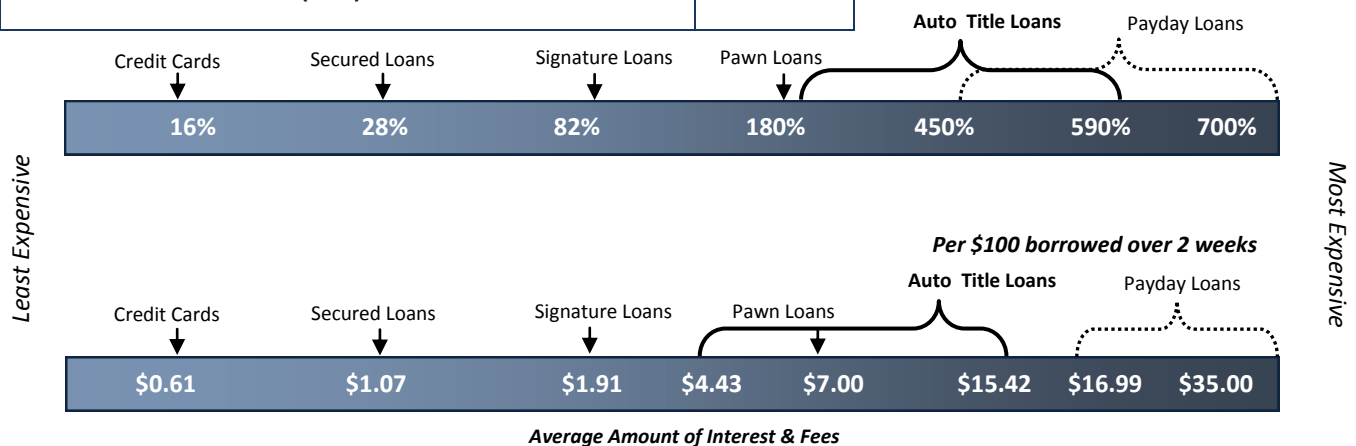 Auto Title Loans
Payday Loans
Credit Cards
Secured Loans
Signature Loans
Pawn Loans
16%
28%
82%
180%
450%
590%
700%
Least Expensive
Most Expensive
Per $100 borrowed over 2 weeks
Auto Title Loans
Payday Loans
Credit Cards
Secured Loans
Signature Loans
Pawn Loans
$0.61
$1.07
$1.91
$4.43
$7.00
$15.42
$16.99
$35.00
Average Amount of Interest & Fees